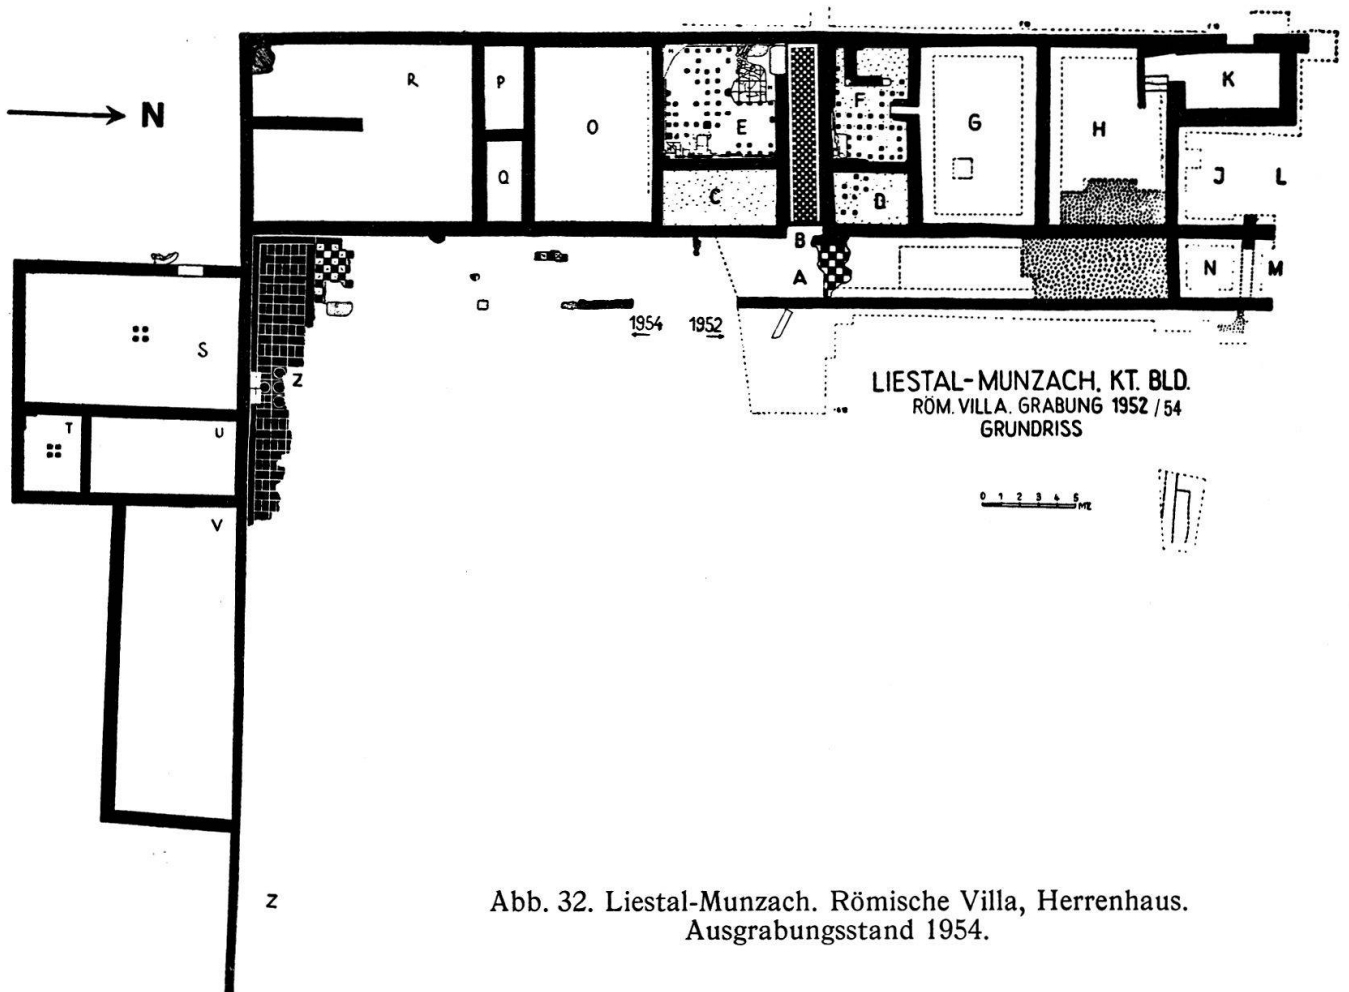 N
R
P
Q
O
E
C
F
D
G
H
K
J L
B
A
N M
1954 1952
S
T
U
V
Z
LIESTAL-MUNZACH, KT. BLD.
RÖM. VILLA. GRABUNG 1952 / 54
GRUNDRISS
0 1 2 3 4 5 MZ
Z
Abb. 32. Liestal-Munzach. Römische Villa, Herrenhaus.
Ausgrabungsstand 1954.